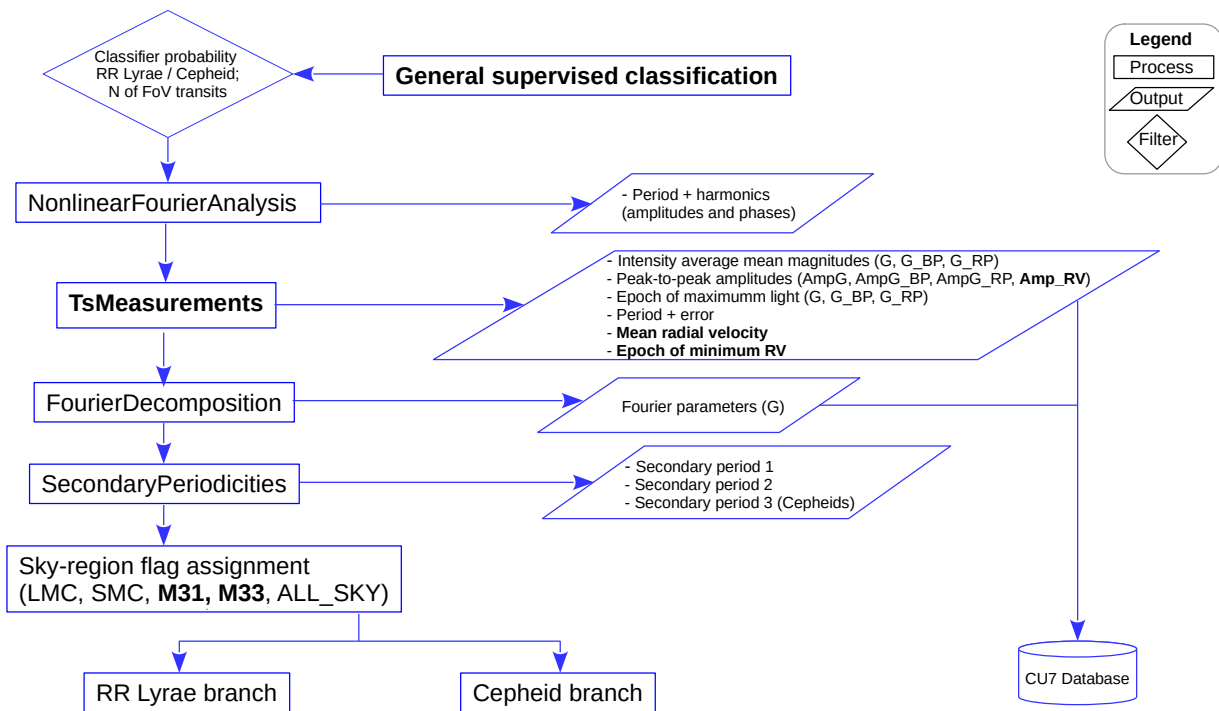 Classifier probability
RR Lyrae / Cepheid;
N of FoV transits
General supervised classification
Legend
Process
Output
Filter
NonlinearFourierAnalysis
- Period + harmonics
(amplitudes and phases)
TsMeasurements
- Intensity average mean magnitudes (G, G_BP, G_RP)
- Peak-to-peak amplitudes (AmpG, AmpG_BP, AmpG_RP, Amp_RV)
- Epoch of maximumm light (G, G_BP, G_RP)
- Period + error
- Mean radial velocity
- Epoch of minimum RV
FourierDecomposition
Fourier parameters (G)
SecondaryPeriodicities
- Secondary period 1
- Secondary period 2
- Secondary period 3 (Cepheids)
Sky-region flag assignment
(LMC, SMC, M31, M33, ALL_SKY)
RR Lyrae branch
Cepheid branch
CU7 Database